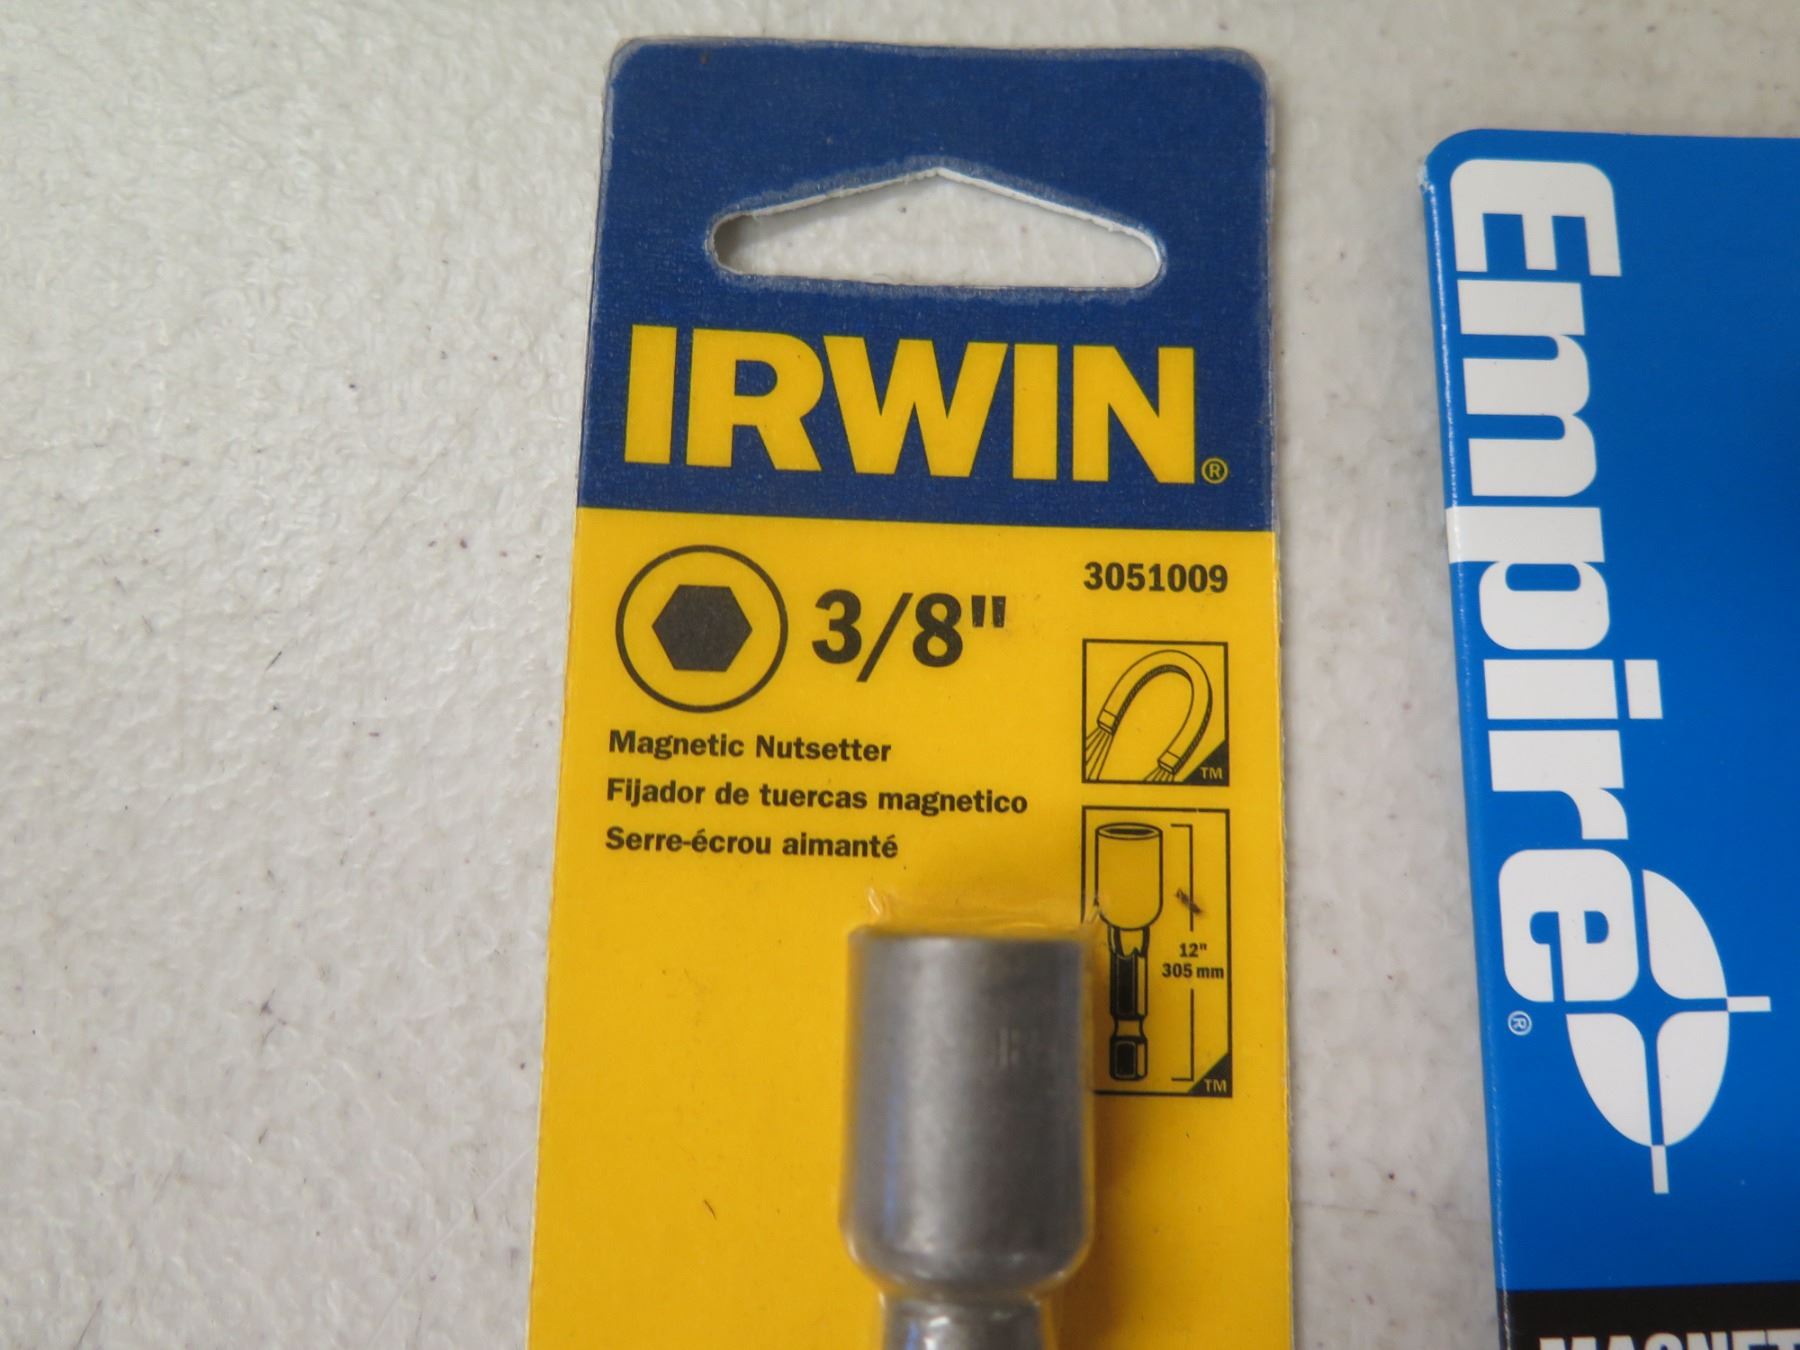 IRWIN®
3/8"
3051009
Magnetic Nutsetter
Fijador de tuercas magnetico
Serre-écrou aimanté
TM
12"
305 mm
TM
Empire®